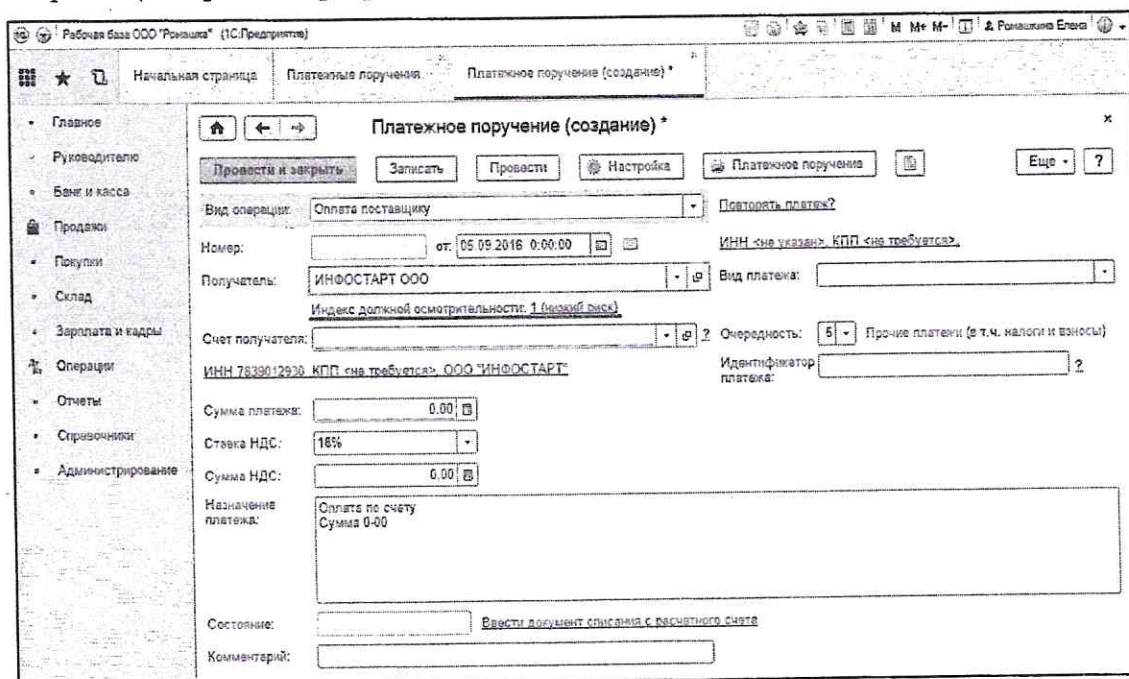 Рабочая база ООО "Ромашка" (1С:Предприятие) M M+ M- Ромашкина Елена
Начальная страница Платежные поручения Платежное поручение (создание) *
Главное
Руководителю
Банк и касса
Продажи
Покупки
Склад
Зарплата и кадры
Операции
Отчеты
Справочники
Администрирование
Платежное поручение (создание) *
Провести и закрыть Записать Провести Настройка Платежное поручение Еще ?
Вид операции: Оплата поставщику Повторять платеж?
Номер: от: 05.09.2016 0:00:00 ИНН <не указан>, КПП <не требуется>,
Получатель: ИНФОСТАРТ ООО Вид платежа:
Индекс должной осмотрительности: 1 (низкий риск)
Счет получателя: ? Очередность: 5 Прочие платежи (в т.ч. налоги и взносы)
ИНН 7839012930 КПП <не требуется>, ООО "ИНФОСТАРТ" Идентификатор платежа: ?
Сумма платежа: 0.00
Ставка НДС: 18%
Сумма НДС: 0.00
Назначение платежа: Оплата по счету
Сумма 0-00
Состояние: Ввести документ списания с расчетного счета
Комментарий: